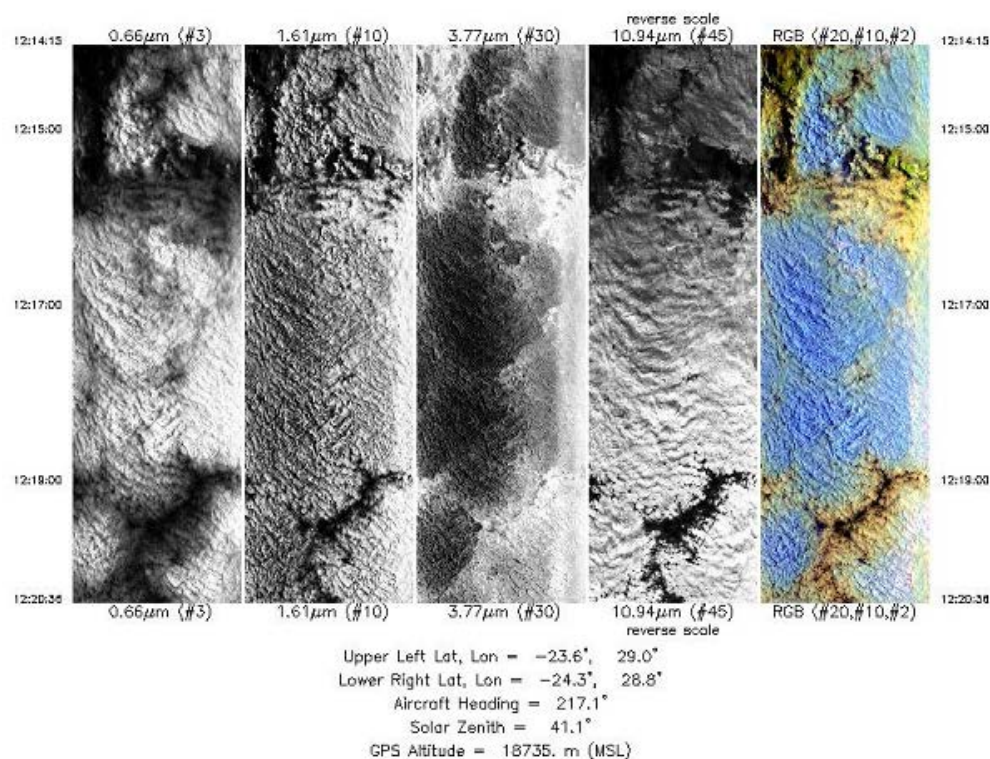 reverse scale
0.66μm (#3) 1.61μm (#10) 3.77μm (#30) 10.94μm (#45) RGB (#20,#10,#2)
12:14:15 12:14:15
12:15:00 12:15:00
12:17:00 12:17:00
12:19:00 12:19:00
12:20:36 12:20:36
0.66μm (#3) 1.61μm (#10) 3.77μm (#30) 10.94μm (#45) RGB (#20,#10,#2)
reverse scale
Upper Left Lat, Lon = -23.6°, 29.0°
Lower Right Lat, Lon = -24.3°, 28.8°
Aircraft Heading = 217.1°
Solar Zenith = 41.1°
GPS Altitude = 18735. m (MSL)